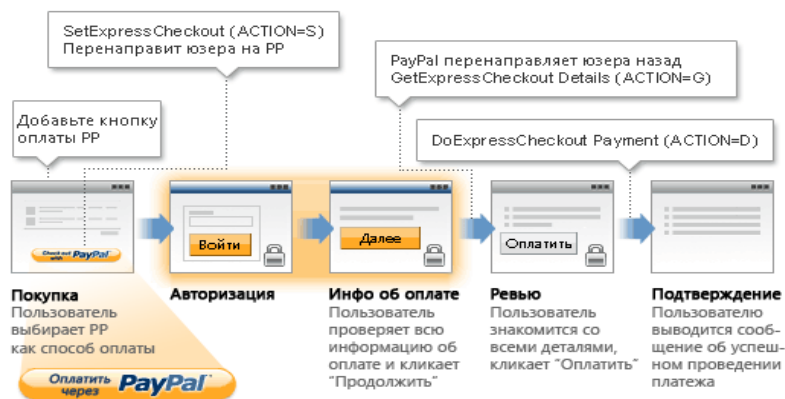 SetExpressCheckout (ACTION=S)
Перенаправит юзера на PP
PayPal перенаправляет юзера назад
GetExpressCheckout Details (ACTION=G)
Добавьте кнопку
оплаты PP
DoExpressCheckout Payment (ACTION=D)
Check out
with PayPal
Войти
Далее
Оплатить
Покупка
Пользователь
выбирает PP
как способ оплаты
Авторизация
Инфо об оплате
Пользователь
проверяет всю
информацию об
оплате и кликает
"Продолжить"
Ревью
Пользователь
знакомится со
всеми деталями,
кликает "Оплатить"
Подтверждение
Пользователю
выводится сооб-
щение об успеш-
ном проведении
платежа
Оплатить
через PayPal